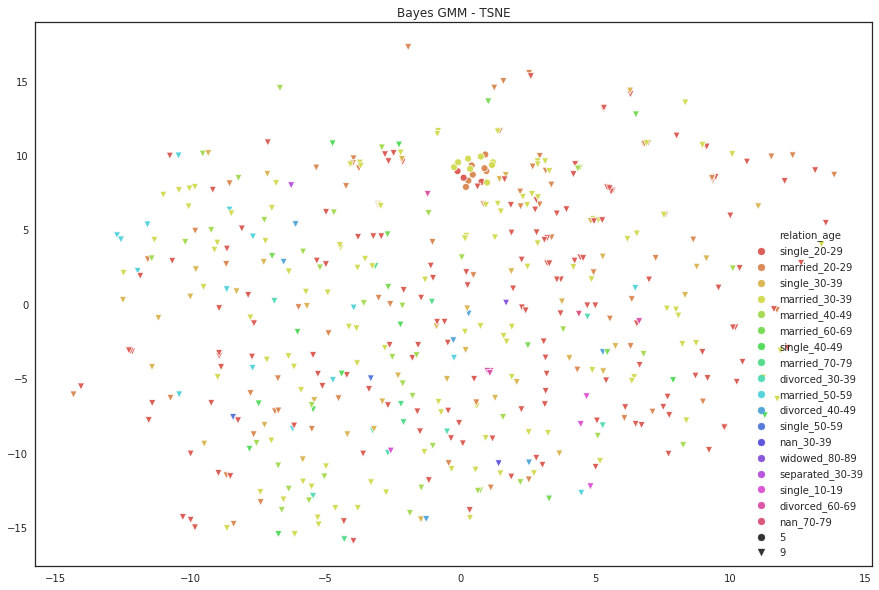 Bayes GMM - TSNE
15
10
5
0
−5
−10
−15
−15
−10
−5
0
5
10
15
relation_age
single_20-29
married_20-29
single_30-39
married_30-39
married_40-49
married_60-69
single_40-49
married_70-79
divorced_30-39
married_50-59
divorced_40-49
single_50-59
nan_30-39
widowed_80-89
separated_30-39
single_10-19
divorced_60-69
nan_70-79
5
9